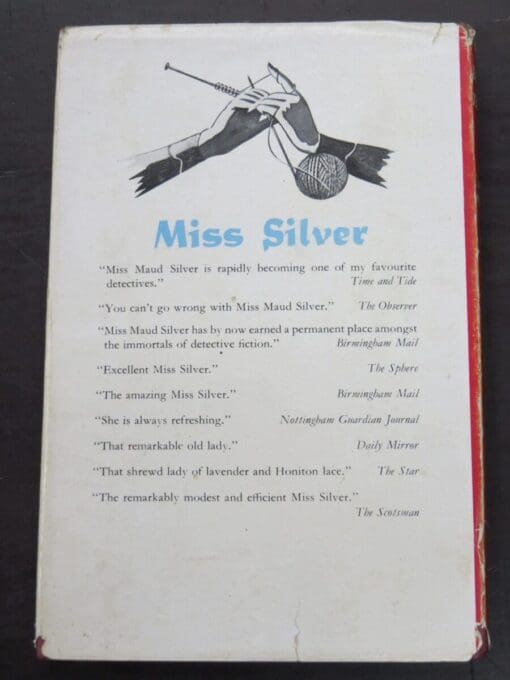 Miss Silver
“Miss Maud Silver is rapidly becoming one of my favourite
detectives.” Time and Tide
“You can't go wrong with Miss Maud Silver.” The Observer
“Miss Maud Silver has by now earned a permanent place amongst
the immortals of detective fiction.” Birmingham Mail
“Excellent Miss Silver.” The Sphere
“The amazing Miss Silver.” Birmingham Mail
“She is always refreshing.” Nottingham Guardian Journal
“That remarkable old lady.” Daily Mirror
“That shrewd lady of lavender and Honiton lace.” The Star
“The remarkably modest and efficient Miss Silver.”
The Scotsman